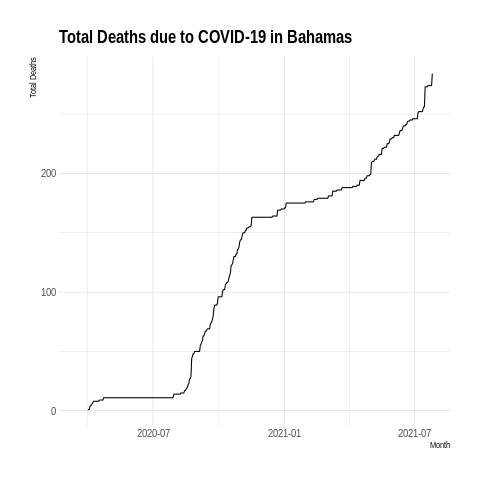 Total Deaths due to COVID-19 in Bahamas
Total Deaths
200
100
0
2020-07 2021-01 2021-07
Month